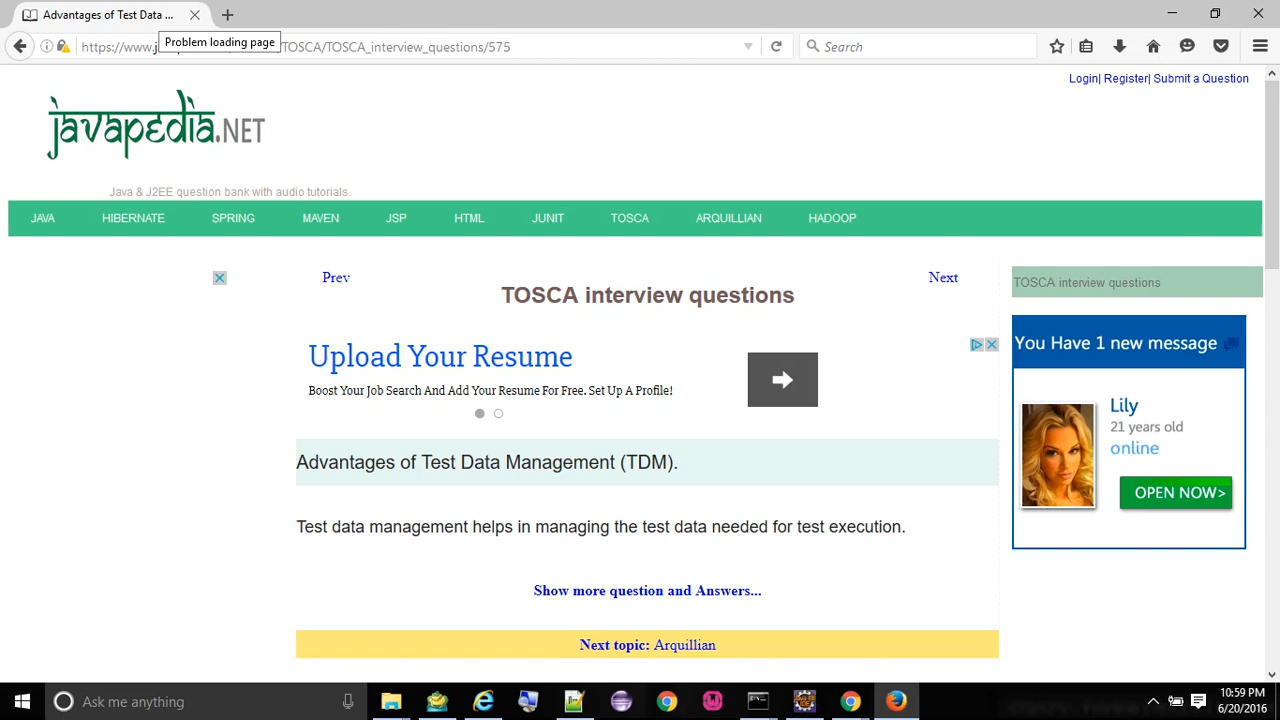 Advantages of Test Data ...
https://www.
Problem loading page
TOSCA/TOSCA_interview_questions/575
Search
Login| Register| Submit a Question
javapedia.NET
Java & J2EE question bank with audio tutorials.
JAVA HIBERNATE SPRING MAVEN JSP HTML JUNIT TOSCA ARQUILLIAN HADOOP
Prev
Next
TOSCA interview questions
TOSCA interview questions
Upload Your Resume
Boost Your Job Search And Add Your Resume For Free. Set Up A Profile!
You Have 1 new message
Lily
21 years old
online
OPEN NOW>
Advantages of Test Data Management (TDM).
Test data management helps in managing the test data needed for test execution.
Show more question and Answers...
Next topic: Arquillian
Ask me anything
10:59 PM
6/20/2016